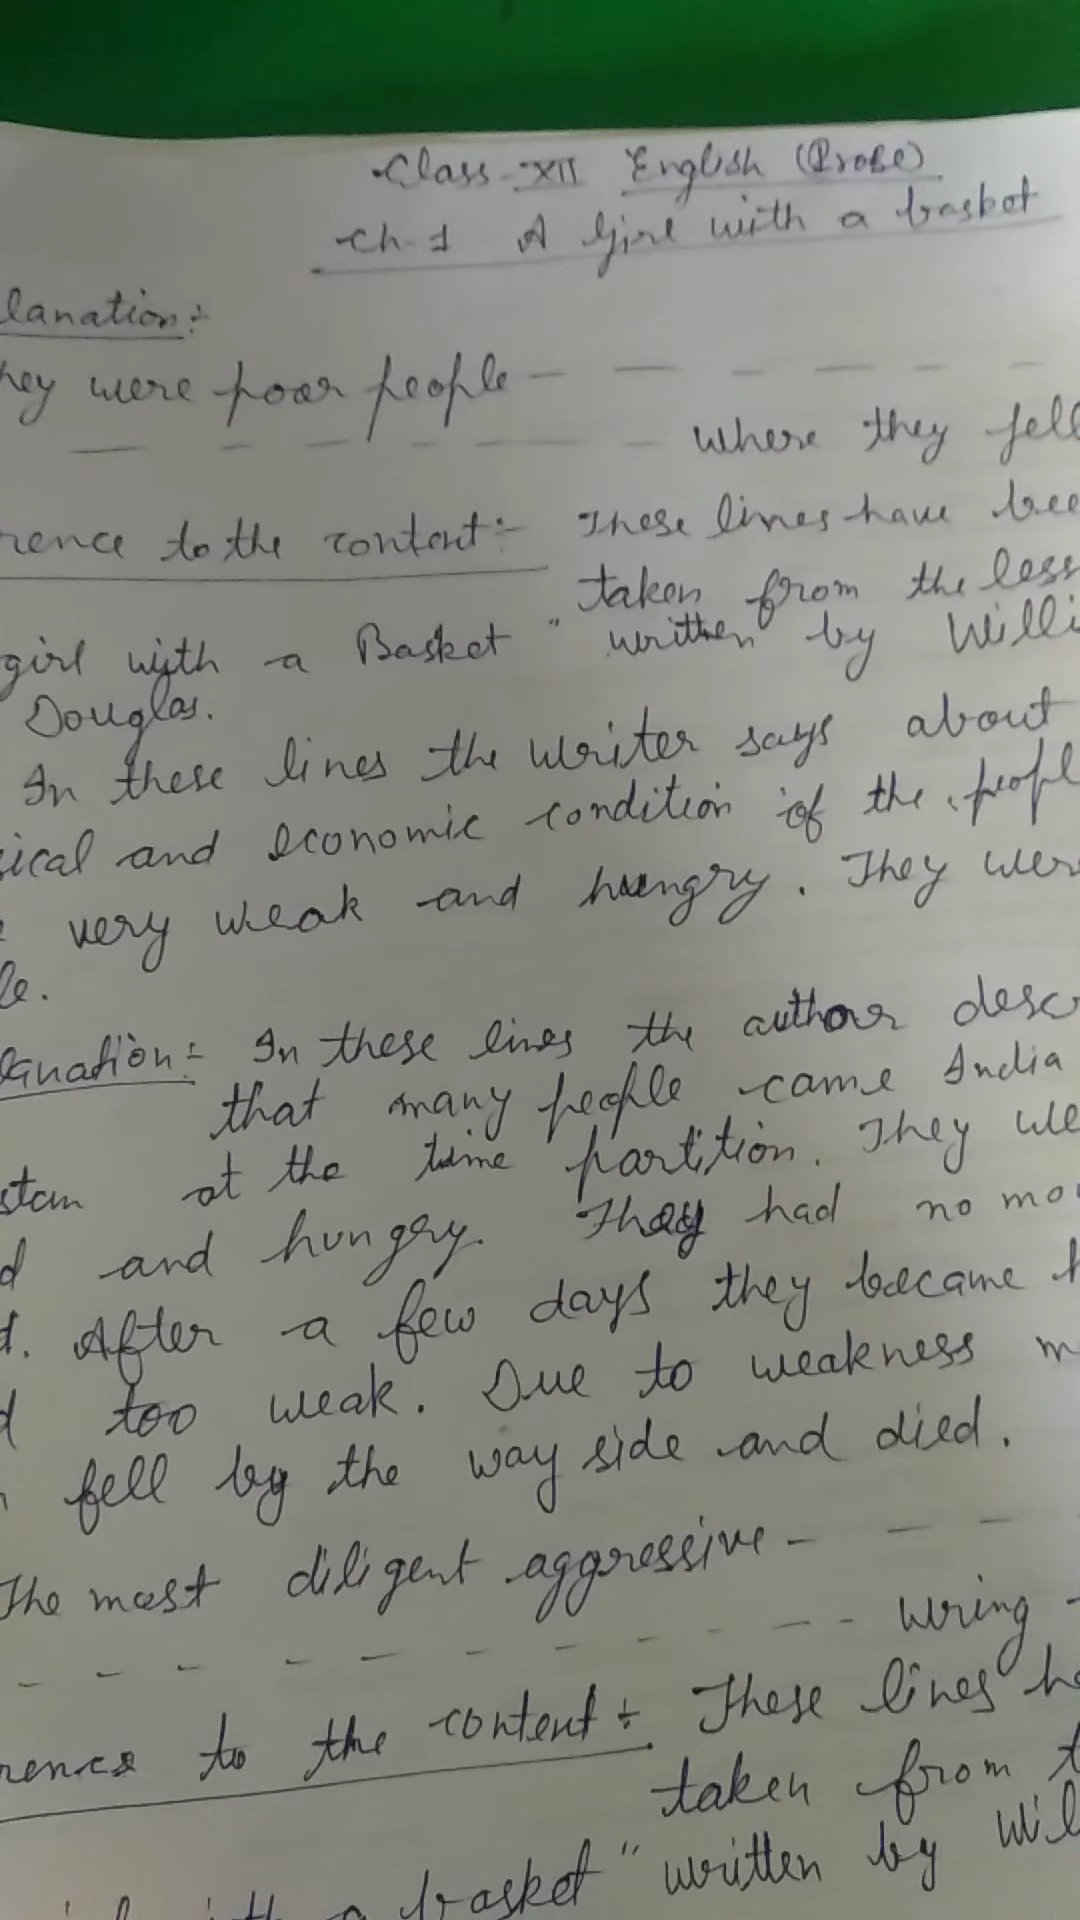 Class-XII English (Prose)
Ch-1 A Girl with a basket
lanation:-
hey were poor people - - - - - - -
- - - - - - - - where they fell
rence to the content:- These lines have bee
taken from the less
girl with a Basket" written by Willi
Douglas.
In these lines the writer says about
sical and economic condition of the peopl
e very weak and hungry. They wer
le.
lanation:- In these lines the author desc
that many people came India
stan at the time partition. They we
d and hungry. They had no mo
d. After a few days they became h
d too weak. Due to weakness m
fell by the way side and died.
The most diligent aggressive - - - -
- - - - - - - - - - - wring -
rence to the content:- These lines ha
taken from t
a basket" written by Wil